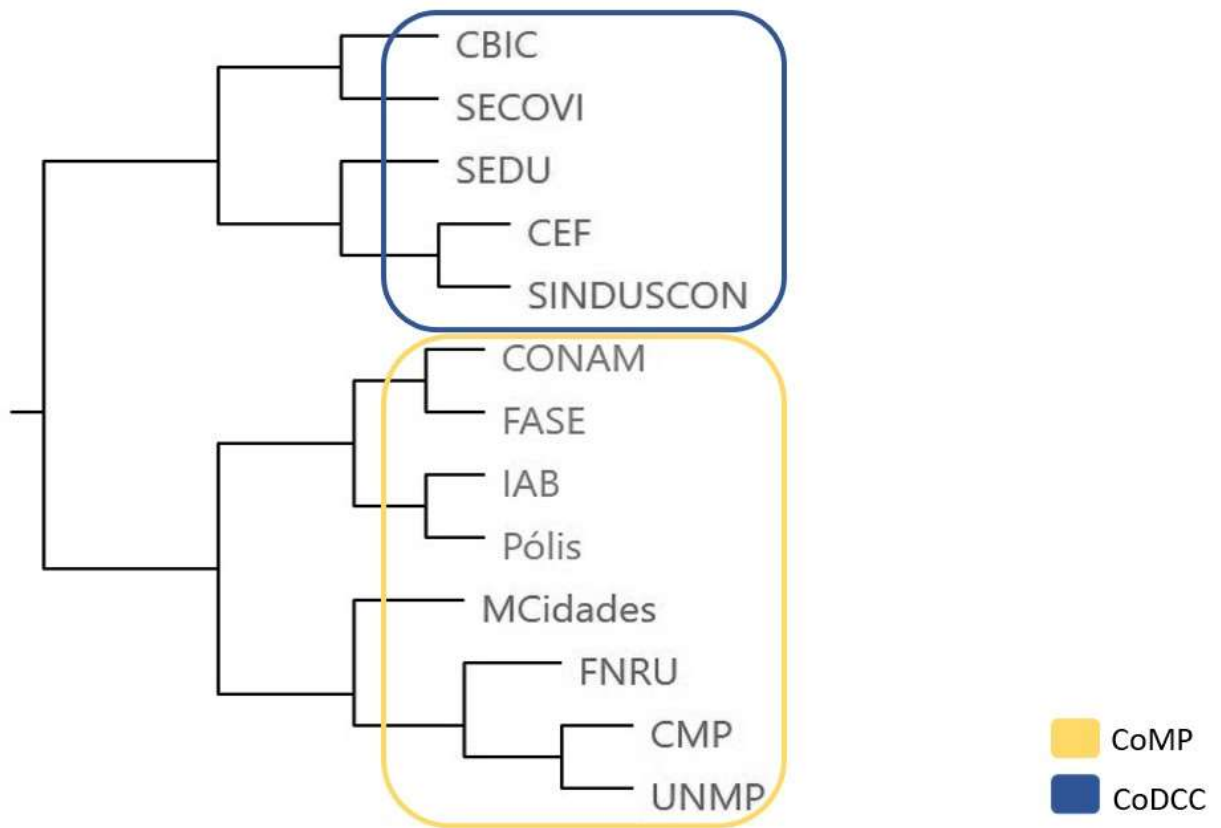 CBIC
SECOVI
SEDU
CEF
SINDUSCON
CONAM
FASE
IAB
Pólis
MCidades
FNRU
CMP
UNMP
CoMP
CoDCC